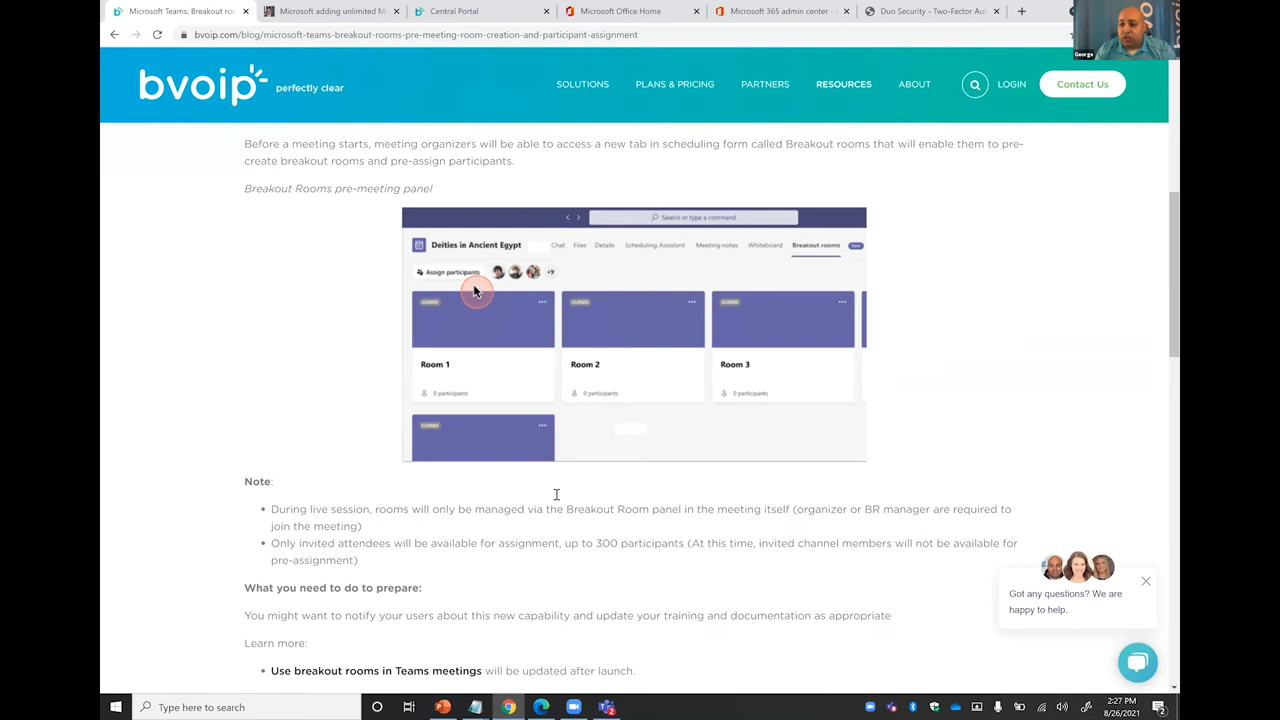 Microsoft Teams: Breakout ro
Microsoft adding unlimited M
Central Portal
Microsoft Office Home
Microsoft 365 admin center -
Duo Security - Two-Factor Aut
bvoip.com/blog/microsoft-teams-breakout-rooms-pre-meeting-room-creation-and-participant-assignment
George
bvoip perfectly clear
SOLUTIONS PLANS & PRICING PARTNERS RESOURCES ABOUT LOGIN Contact Us
Before a meeting starts, meeting organizers will be able to access a new tab in scheduling form called Breakout rooms that will enable them to pre-
create breakout rooms and pre-assign participants.
Breakout Rooms pre-meeting panel
Search or type a command
Deities in Ancient Egypt Chat Files Details Scheduling Assistant Meeting notes Whiteboard Breakout rooms New
Assign participants +9
CLOSED CLOSED CLOSED
Room 1 Room 2 Room 3
0 participants 0 participants 0 participants
CLOSED
Note:
During live session, rooms will only be managed via the Breakout Room panel in the meeting itself (organizer or BR manager are required to
join the meeting)
Only invited attendees will be available for assignment, up to 300 participants (At this time, invited channel members will not be available for
pre-assignment)
What you need to do to prepare:
You might want to notify your users about this new capability and update your training and documentation as appropriate
Learn more:
Use breakout rooms in Teams meetings will be updated after launch.
Got any questions? We are
happy to help.
Type here to search
2:27 PM
8/26/2021
2
2